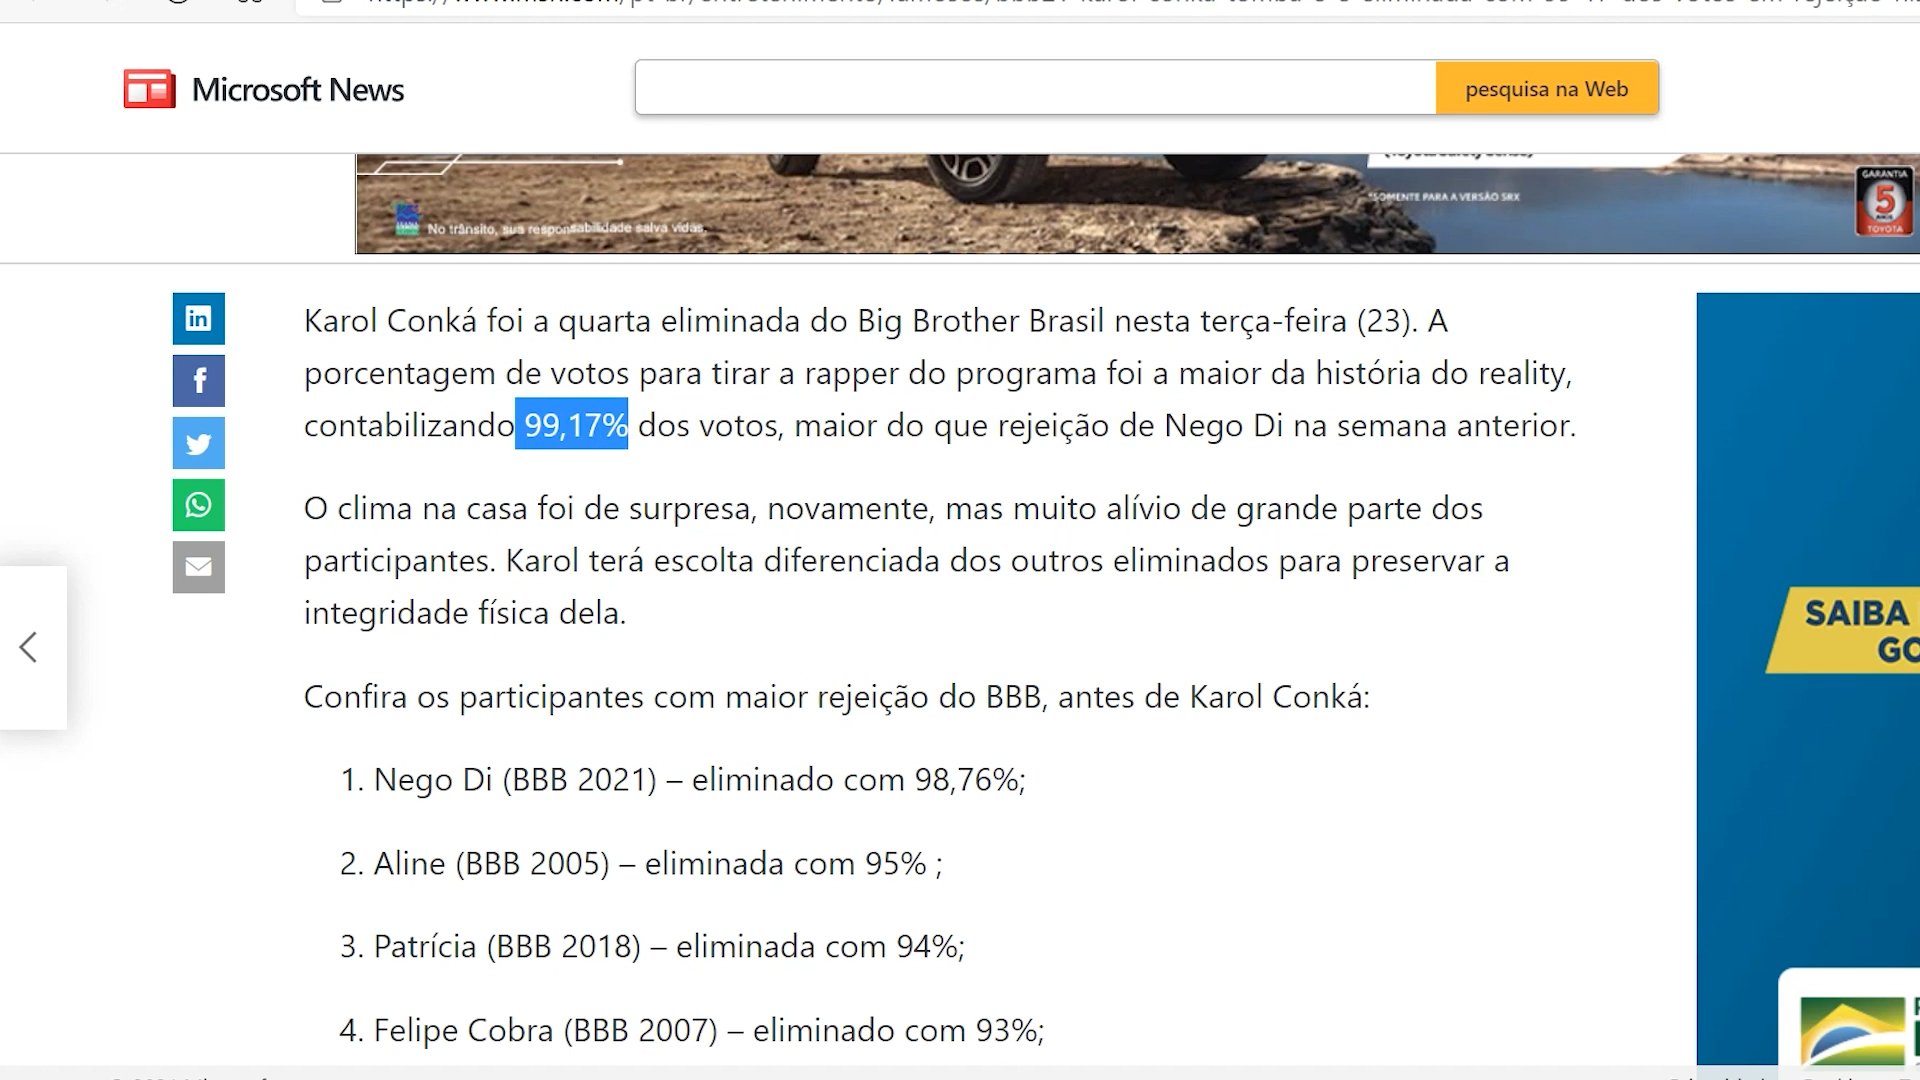 Microsoft News
pesquisa na Web
*SOMENTE PARA A VERSÃO SRX
GARANTIA
5
ANOS
TOYOTA
No trânsito, sua responsabilidade salva vidas.
in
f
Karol Conká foi a quarta eliminada do Big Brother Brasil nesta terça-feira (23). A
porcentagem de votos para tirar a rapper do programa foi a maior da história do reality,
contabilizando 99,17% dos votos, maior do que rejeição de Nego Di na semana anterior.
O clima na casa foi de surpresa, novamente, mas muito alívio de grande parte dos
participantes. Karol terá escolta diferenciada dos outros eliminados para preservar a
integridade física dela.
SAIBA
GO
Confira os participantes com maior rejeição do BBB, antes de Karol Conká:
1. Nego Di (BBB 2021) – eliminado com 98,76%;
2. Aline (BBB 2005) – eliminada com 95% ;
3. Patrícia (BBB 2018) – eliminada com 94%;
4. Felipe Cobra (BBB 2007) – eliminado com 93%;